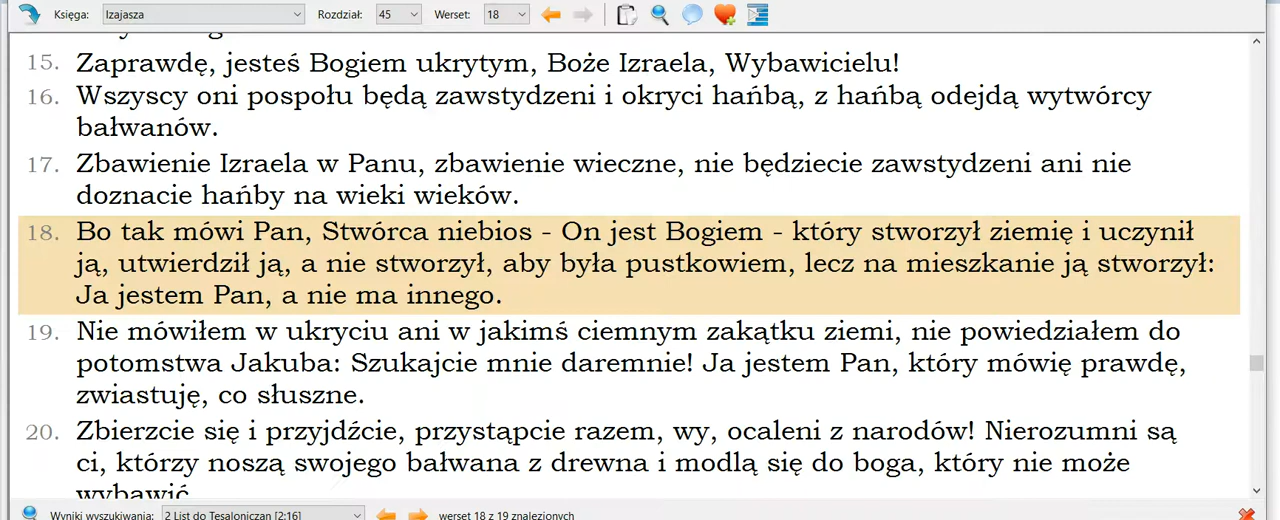 Księga: Izajasza Rozdział: 45 Werset: 18
15. Zaprawdę, jesteś Bogiem ukrytym, Boże Izraela, Wybawicielu!
16. Wszyscy oni pospołu będą zawstydzeni i okryci hańbą, z hańbą odejdą wytwórcy
bałwanów.
17. Zbawienie Izraela w Panu, zbawienie wieczne, nie będziecie zawstydzeni ani nie
doznacie hańby na wieki wieków.
18. Bo tak mówi Pan, Stwórca niebios - On jest Bogiem - który stworzył ziemię i uczynił
ją, utwierdził ją, a nie stworzył, aby była pustkowiem, lecz na mieszkanie ją stworzył:
Ja jestem Pan, a nie ma innego.
19. Nie mówiłem w ukryciu ani w jakimś ciemnym zakątku ziemi, nie powiedziałem do
potomstwa Jakuba: Szukajcie mnie daremnie! Ja jestem Pan, który mówię prawdę,
zwiastuję, co słuszne.
20. Zbierzcie się i przyjdźcie, przystąpcie razem, wy, ocaleni z narodów! Nierozumni są
ci, którzy noszą swojego bałwana z drewna i modlą się do boga, który nie może
wybawić
Wyniki wyszukiwania: 2 List do Tesaloniczan [2:16] werset 18 z 19 znalezionych